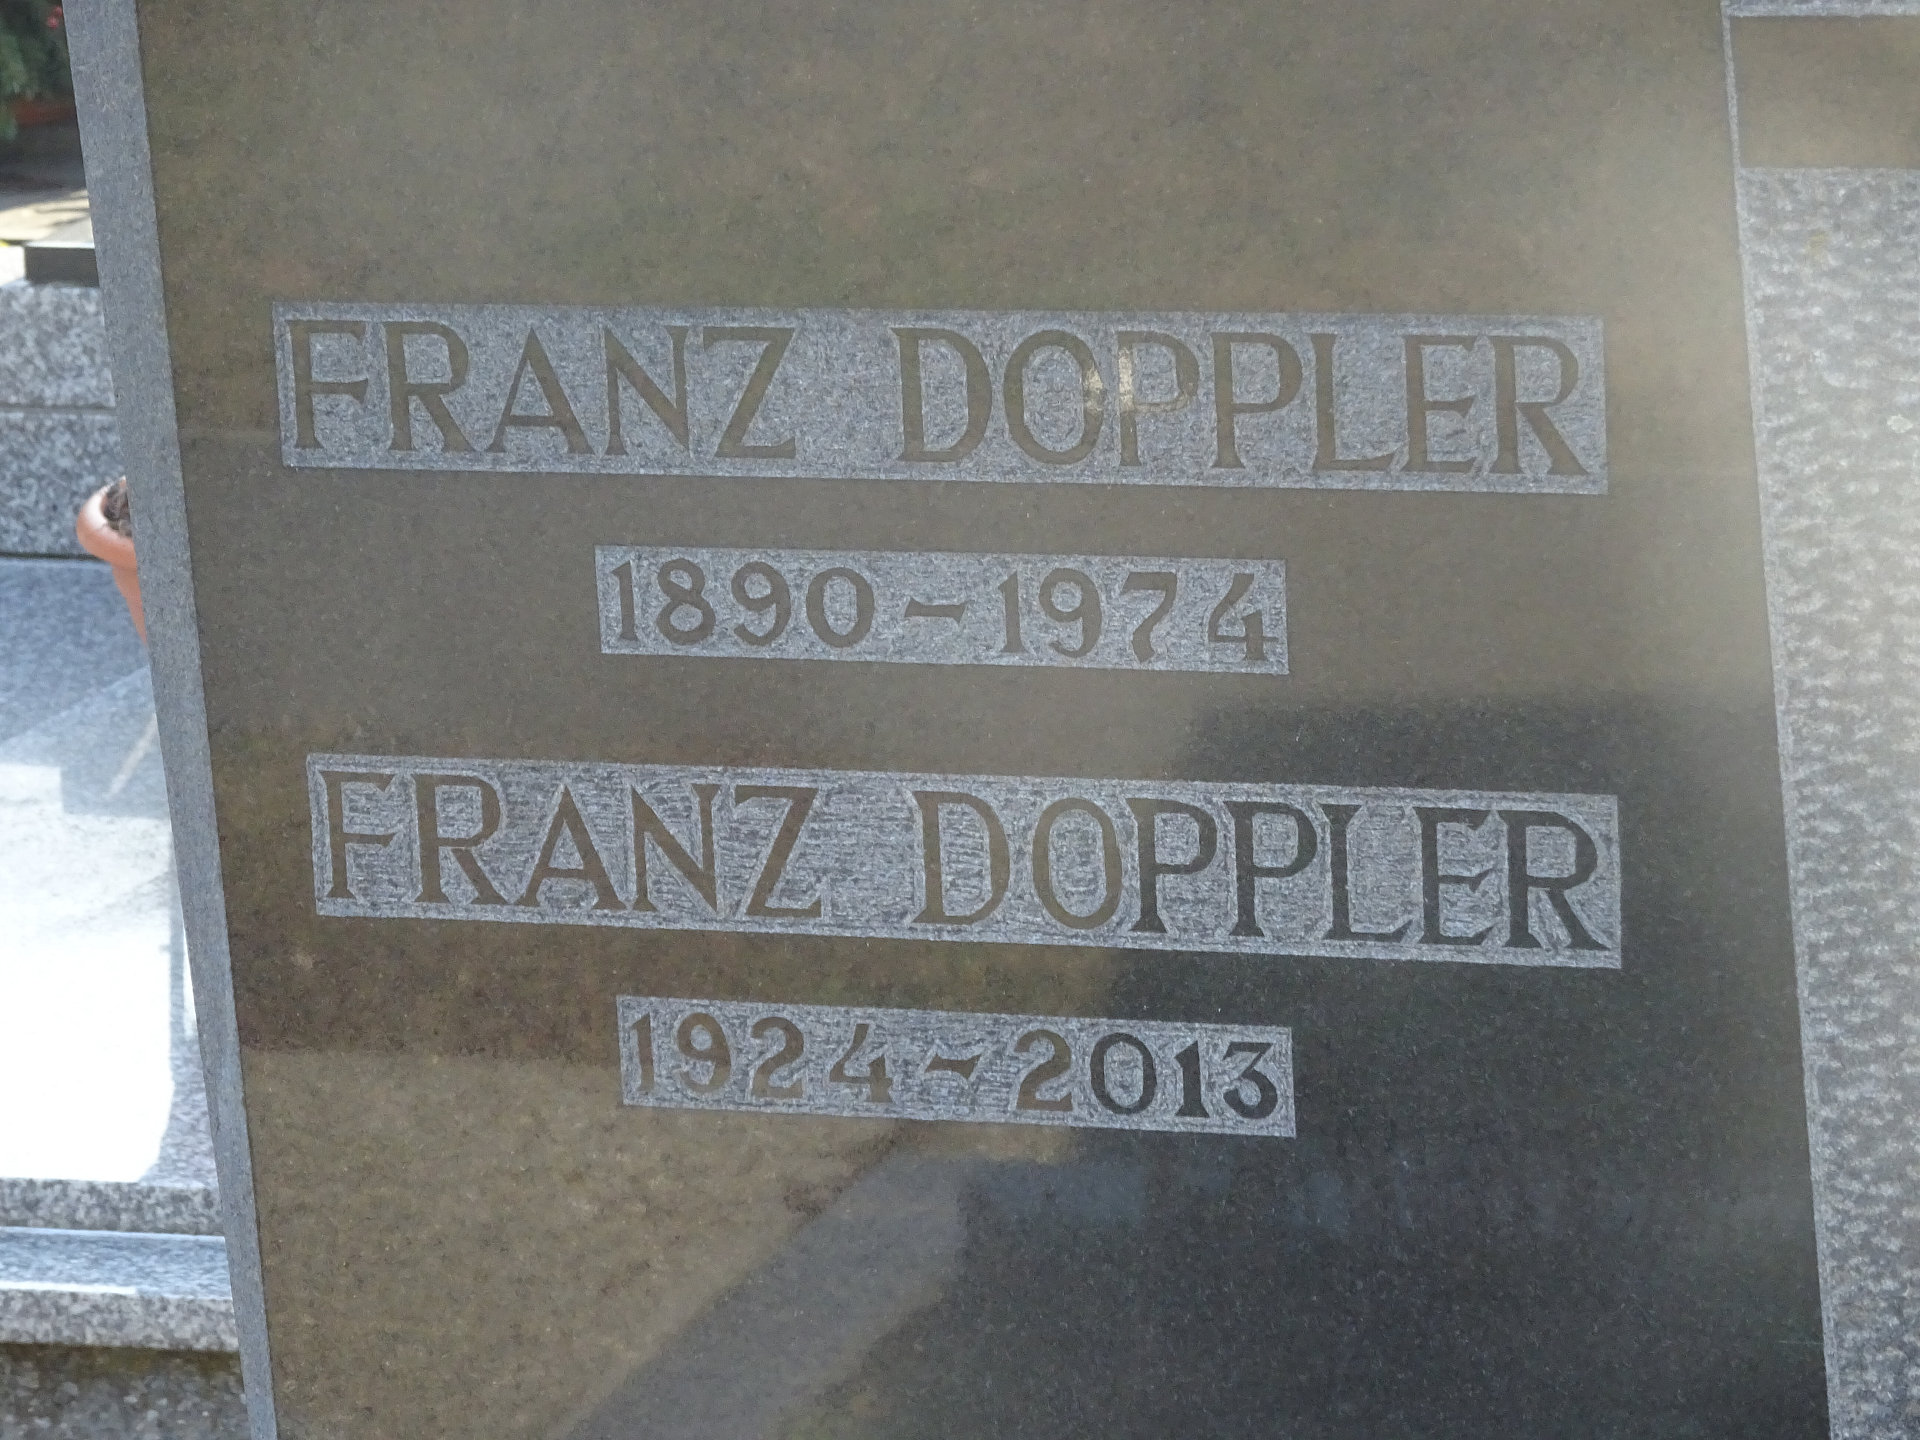 FRANZ DOPPLER
1890-1974
FRANZ DOPPLER
1924-2013